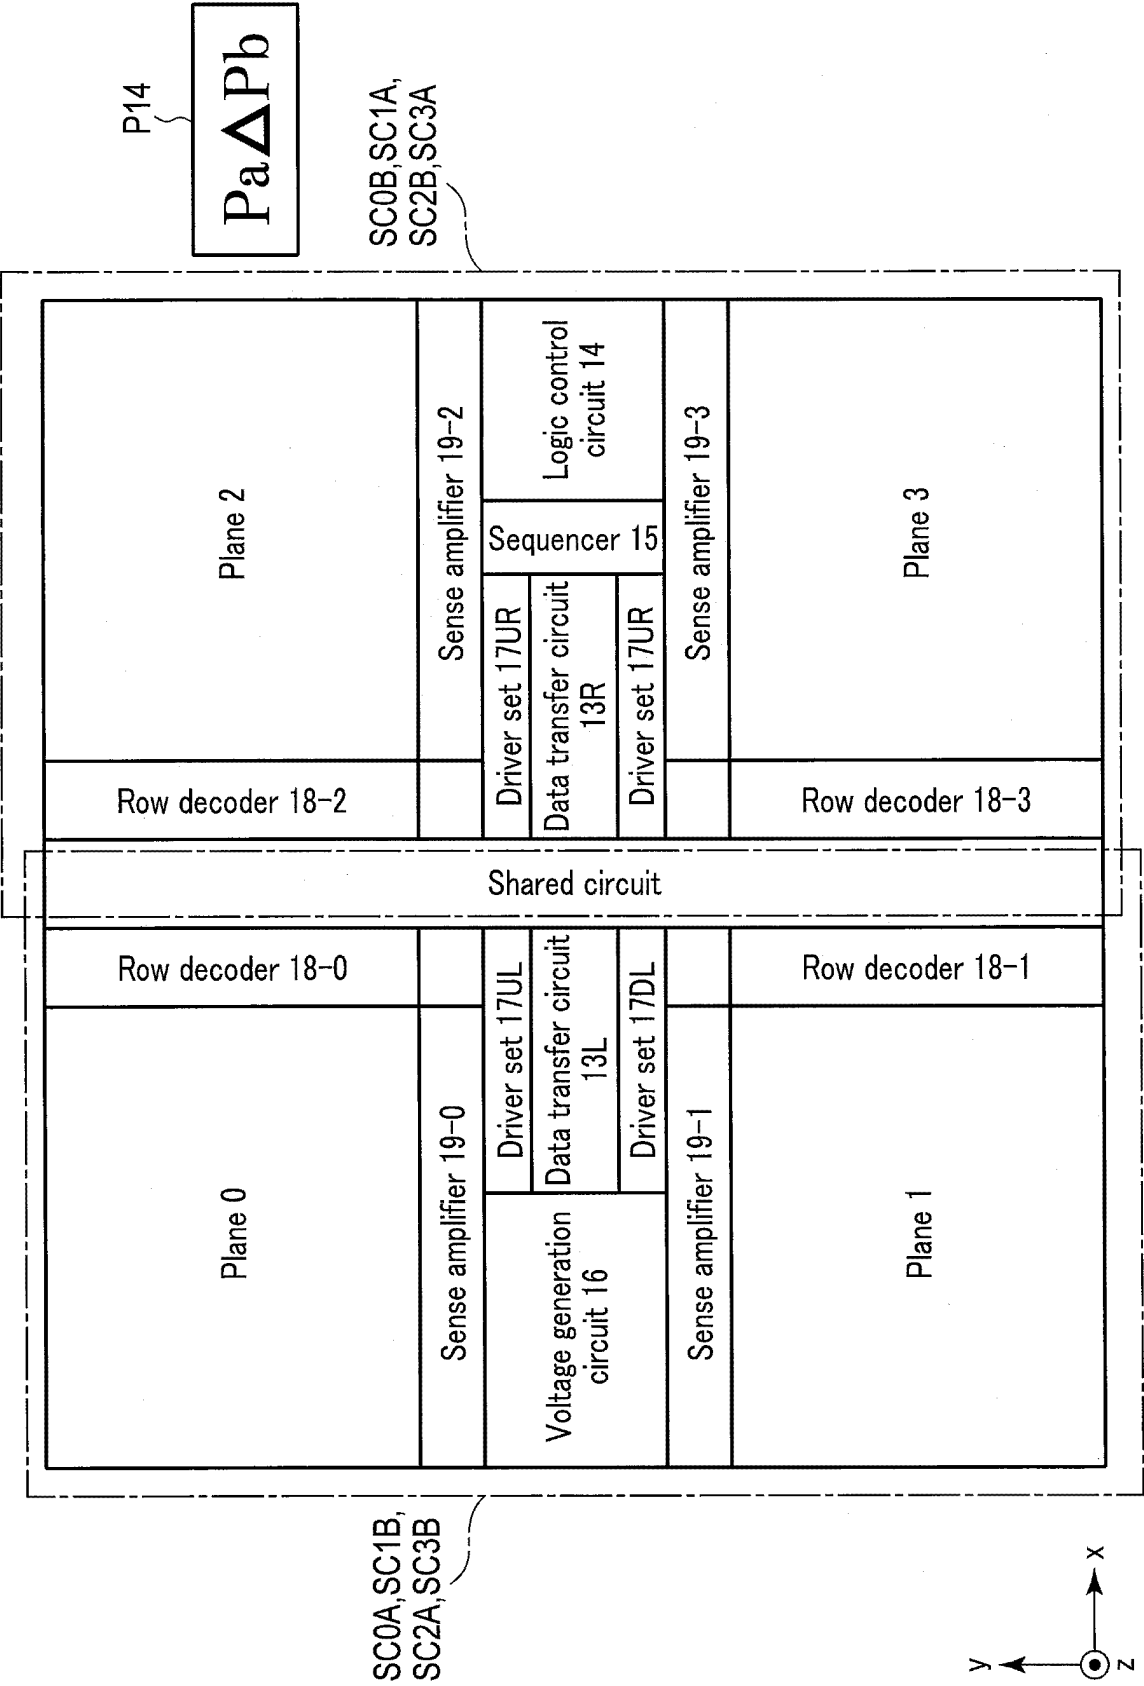 P14
Pa△Pb
SC0A,SC1B,
SC2A,SC3B
SC0B,SC1A,
SC2B,SC3A
Plane 0
Row decoder 18-0
Row decoder 18-2
Plane 2
Sense amplifier 19-0
Sense amplifier 19-2
Voltage generation
circuit 16
Driver set 17UL
Data transfer circuit
13L
Driver set 17DL
Shared circuit
Driver set 17UR
Data transfer circuit
13R
Driver set 17UR
Sequencer 15
Logic control
circuit 14
Sense amplifier 19-1
Sense amplifier 19-3
Plane 1
Row decoder 18-1
Row decoder 18-3
Plane 3
y
z
x